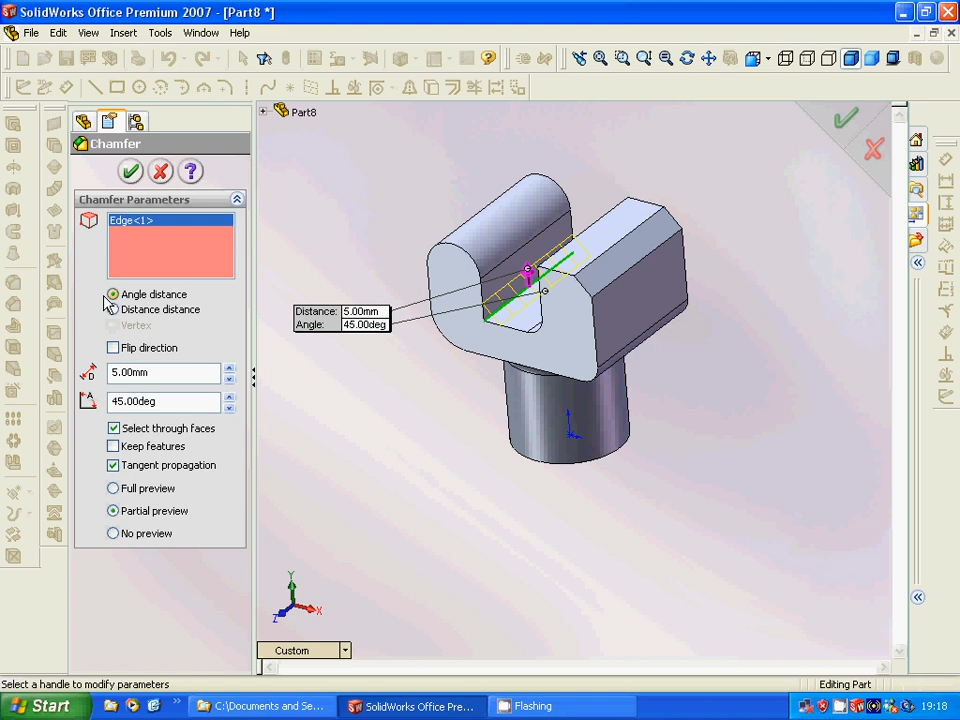 SolidWorks Office Premium 2007 - [Part8 *]
File Edit View Insert Tools Window Help
Part8
Chamfer
Chamfer Parameters
Edge<1>
Angle distance
Distance distance
Vertex
Flip direction
5.00mm
45.00deg
Select through faces
Keep features
Tangent propagation
Full preview
Partial preview
No preview
Distance: 5.00mm
Angle: 45.00deg
Y
X
Z
Custom
Select a handle to modify parameters
Editing Part
Start
C:\Documents and Se...
SolidWorks Office Pre...
Flashing
19:18